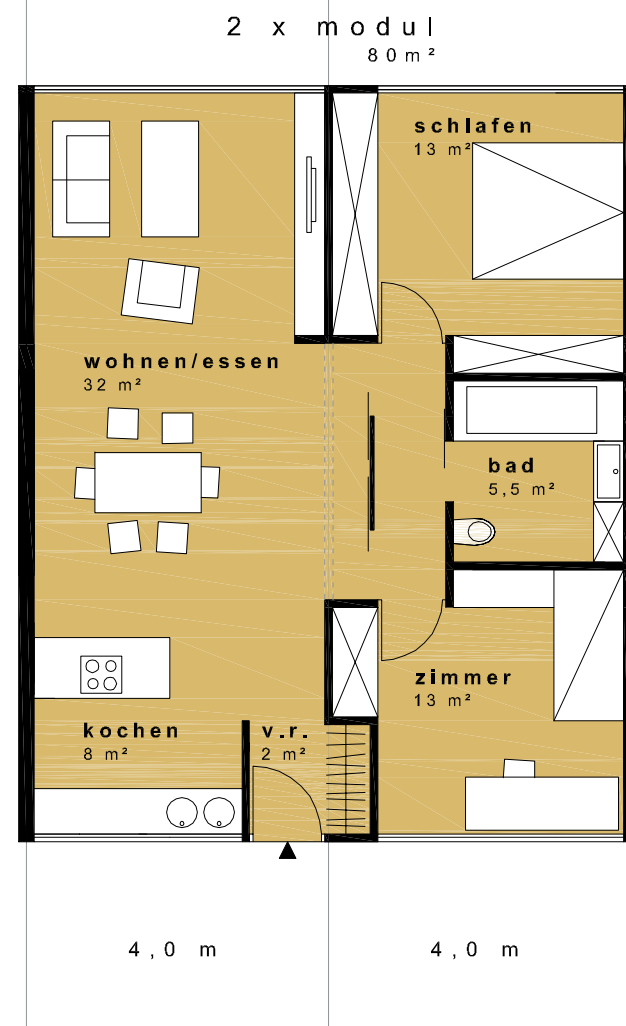 2 x modul
80m²
schlafen
13 m²
wohnen/essen
32 m²
bad
5,5 m²
zimmer
13 m²
kochen
8 m²
v.r.
2 m²
4,0 m
4,0 m